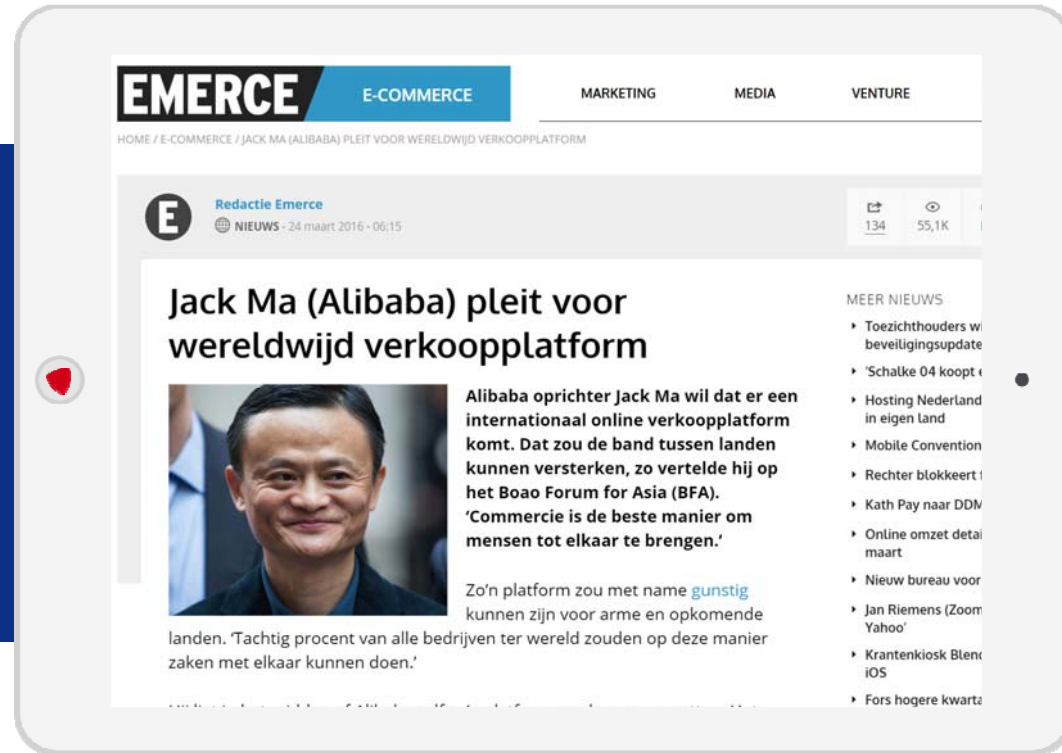 EMERCE E-COMMERCE MARKETING MEDIA VENTURE
HOME / E-COMMERCE / JACK MA (ALIBABA) PLEIT VOOR WERELDWIJD VERKOOPPLATFORM
E
Redactie Emerce
NIEUWS - 24 maart 2016 - 06:15
134 55,1K
Jack Ma (Alibaba) pleit voor
wereldwijd verkoopplatform
Alibaba oprichter Jack Ma wil dat er een
internationaal online verkoopplatform
komt. Dat zou de band tussen landen
kunnen versterken, zo vertelde hij op
het Boao Forum for Asia (BFA).
‘Commercie is de beste manier om
mensen tot elkaar te brengen.’
Zo’n platform zou met name gunstig
kunnen zijn voor arme en opkomende
landen. ‘Tachtig procent van alle bedrijven ter wereld zouden op deze manier
zaken met elkaar kunnen doen.’
MEER NIEUWS
Toezichthouders
beveiligingsupdate
‘Schalke 04 koopt
Hosting Nederland
in eigen land
Mobile Convention
Rechter blokkeert
Kath Pay naar DDM
Online omzet
maart
Nieuw bureau voor
Jan Riemens (Zoom
Yahoo’
Krantenkiosk
iOS
Fors hogere